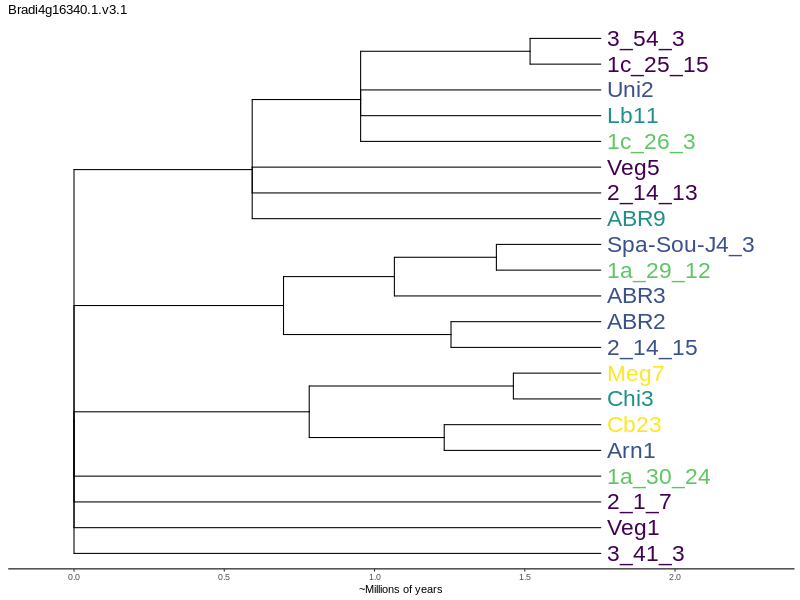 Bradi4g16340.1.v3.1
3_54_3
1c_25_15
Uni2
Lb11
1c_26_3
Veg5
2_14_13
ABR9
Spa-Sou-J4_3
1a_29_12
ABR3
ABR2
2_14_15
Meg7
Chi3
Cb23
Arn1
1a_30_24
2_1_7
Veg1
3_41_3
0.0 0.5 1.0 1.5 2.0
~Millions of years